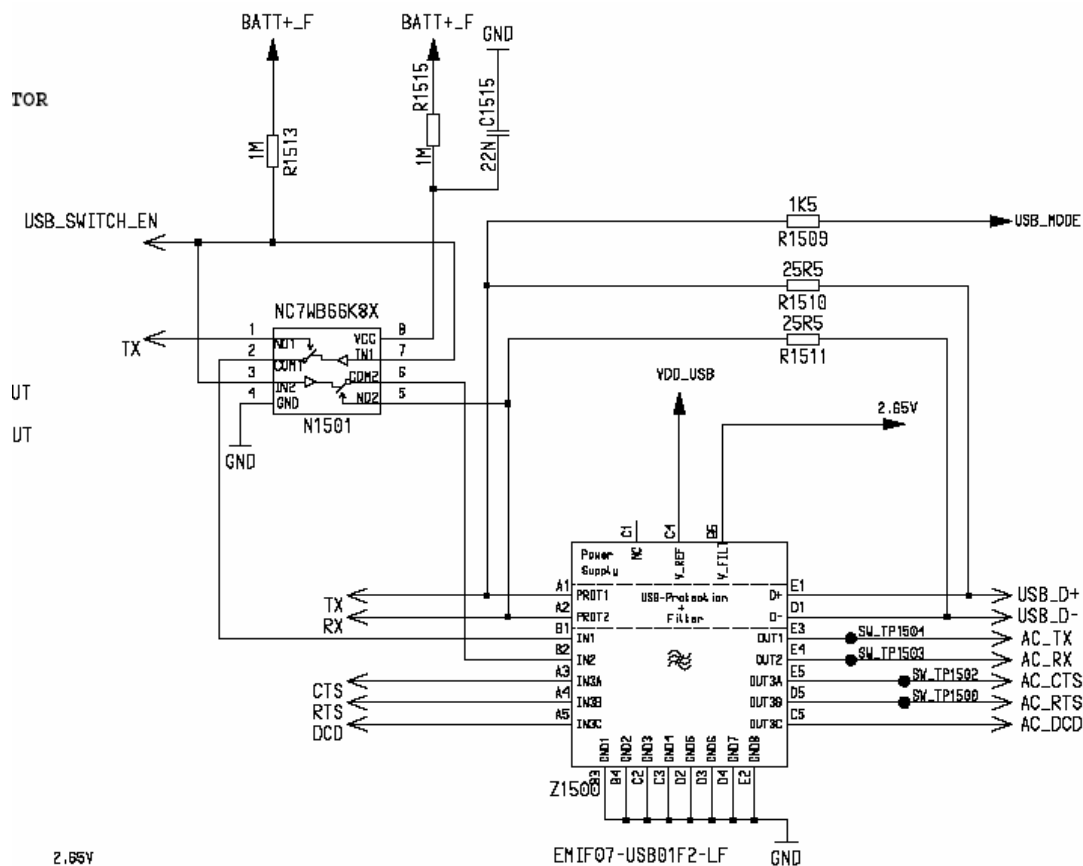 BATT+_F
BATT+_F
GND
TOR
1M
R1513
R1515
1M
C1515
22N
USB_SWITCH_EN
1K5
R1509
USB_MODE
25R5
R1510
25R5
R1511
NC7WB66K8X
TX
1
2
3
4
NO1
COM1
IN2
GND
VCC
IN1
COM2
NO2
8
7
6
5
N1501
GND
UT
UT
VDD_USB
2.65V
C1
C4
B5
NC
V_REF
V_FILT
Power
Supply
USB-Protection
+
Filter
TX
A1
PROT1
D+
E1
USB_D+
RX
A2
PROT2
D-
D1
USB_D-
B1
IN1
OUT1
E3
SW_TP1504
AC_TX
B2
IN2
OUT2
E4
SW_TP1503
AC_RX
CTS
A3
IN3A
OUT3A
E5
SW_TP1502
AC_CTS
RTS
A4
IN3B
OUT3B
D5
SW_TP1500
AC_RTS
DCD
A5
IN3C
OUT3C
C5
AC_DCD
GND1
GND2
GND3
GND4
GND5
GND6
GND7
GND8
B3
B4
C2
C3
D2
D3
D4
E2
Z1500
EMIF07-USB01F2-LF
GND
2.65V